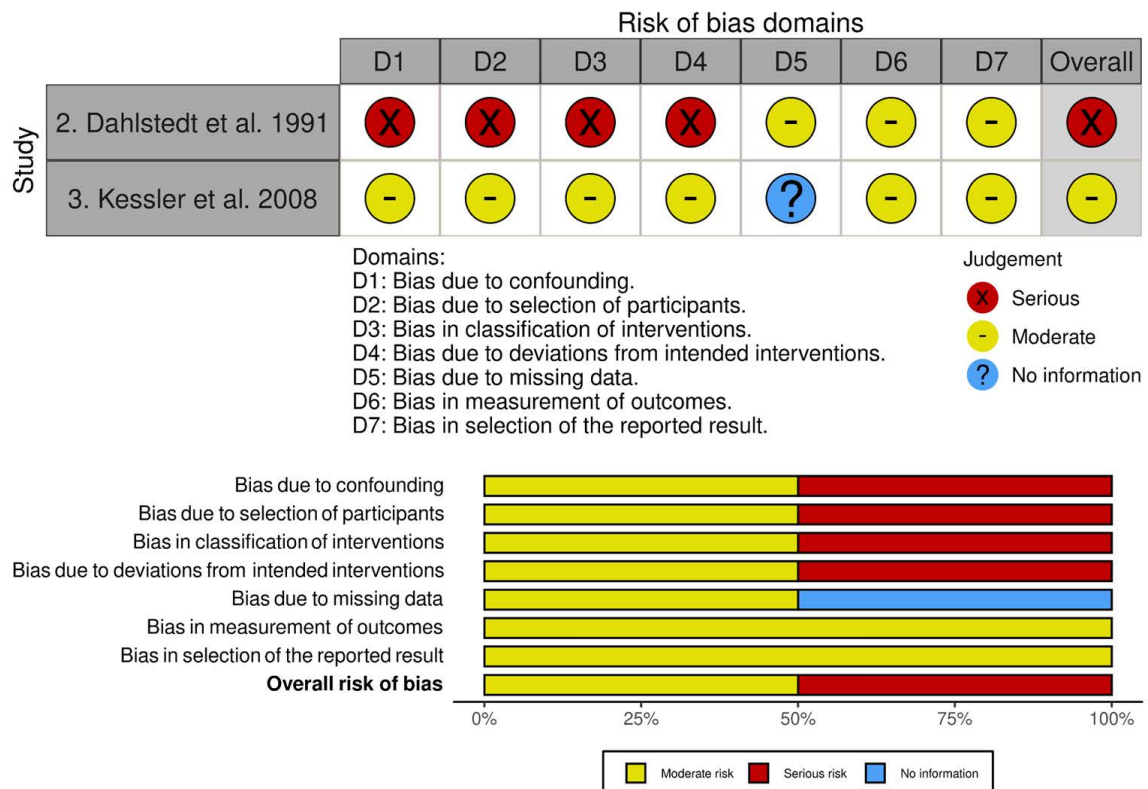 Risk of bias domains
D1 D2 D3 D4 D5 D6 D7 Overall
Study
2. Dahlstedt et al. 1991 X X X X - - - X
3. Kessler et al. 2008 - - - - ? - - -
Domains:
D1: Bias due to confounding.
D2: Bias due to selection of participants.
D3: Bias in classification of interventions.
D4: Bias due to deviations from intended interventions.
D5: Bias due to missing data.
D6: Bias in measurement of outcomes.
D7: Bias in selection of the reported result.
Judgement
X Serious
- Moderate
? No information
Bias due to confounding
Bias due to selection of participants
Bias in classification of interventions
Bias due to deviations from intended interventions
Bias due to missing data
Bias in measurement of outcomes
Bias in selection of the reported result
Overall risk of bias
0% 25% 50% 75% 100%
Moderate risk Serious risk No information